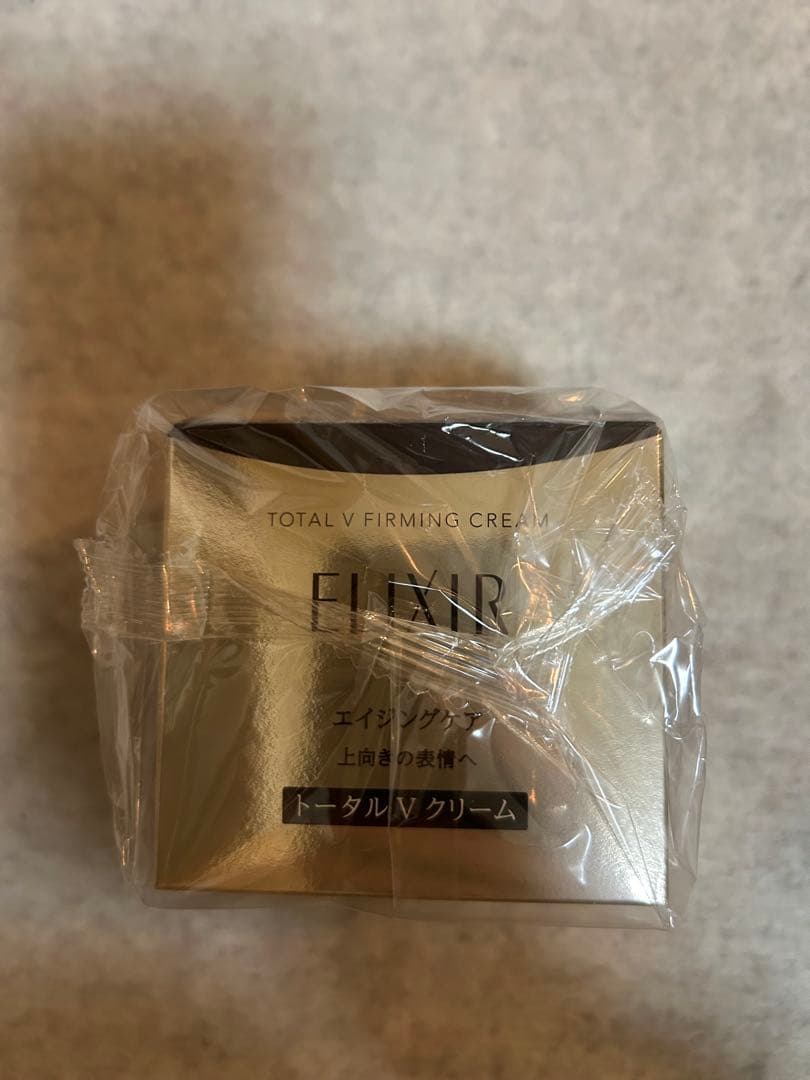 TOTAL V FIRMING CREAM
ELIXIR
エイジングケア
上向きの表情へ
トータル V クリーム